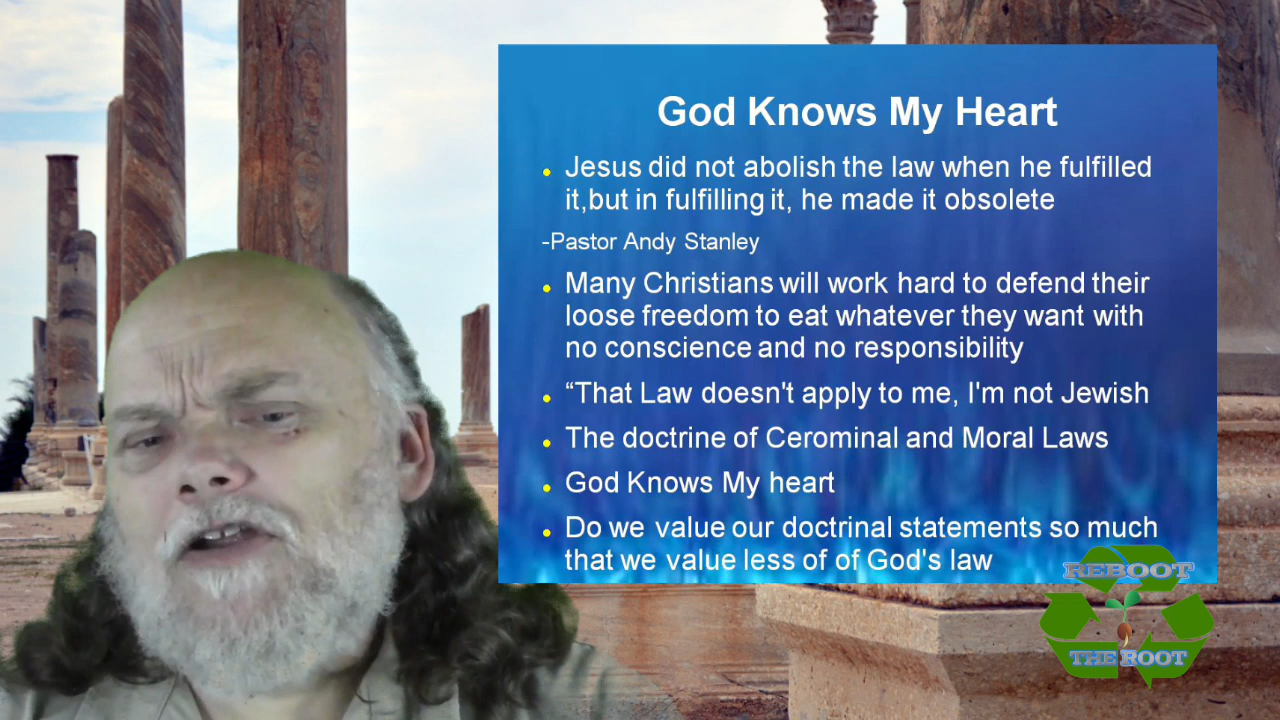 God Knows My Heart
Jesus did not abolish the law when he fulfilled
it,but in fulfilling it, he made it obsolete
-Pastor Andy Stanley
Many Christians will work hard to defend their
loose freedom to eat whatever they want with
no conscience and no responsibility
“That Law doesn't apply to me, I'm not Jewish
The doctrine of Cerominal and Moral Laws
God Knows My heart
Do we value our doctrinal statements so much
that we value less of of God's law
REBOOT
THE ROOT